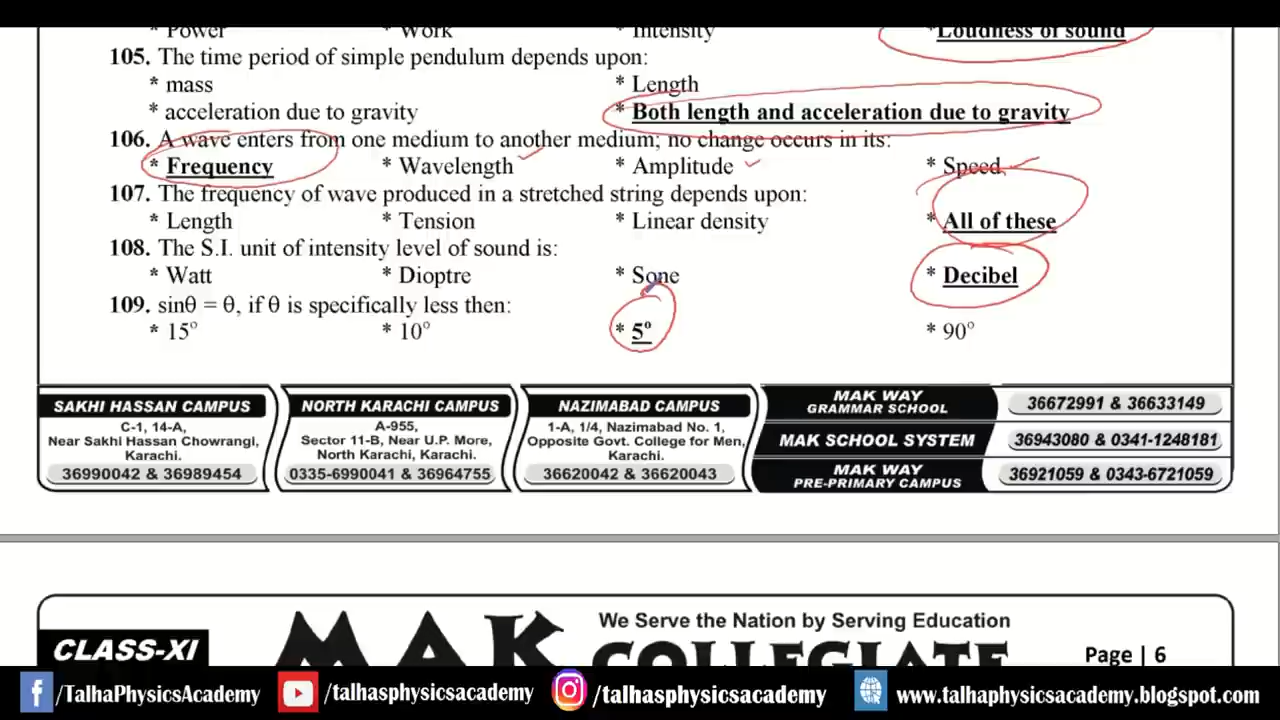 * Power * Work * Intensity * Loudness of sound
105. The time period of simple pendulum depends upon:
* mass * Length
* acceleration due to gravity * Both length and acceleration due to gravity
106. A wave enters from one medium to another medium; no change occurs in its:
* Frequency * Wavelength * Amplitude * Speed
107. The frequency of wave produced in a stretched string depends upon:
* Length * Tension * Linear density * All of these
108. The S.I. unit of intensity level of sound is:
* Watt * Dioptre * Sone * Decibel
109. sinθ = θ, if θ is specifically less then:
* 15° * 10° * 5° * 90°
SAKHI HASSAN CAMPUS
C-1, 14-A,
Near Sakhi Hassan Chowrangi,
Karachi.
36990042 & 36989454
NORTH KARACHI CAMPUS
A-955,
Sector 11-B, Near U.P. More,
North Karachi, Karachi.
0335-6990041 & 36964755
NAZIMABAD CAMPUS
1-A, 1/4, Nazimabad No. 1,
Opposite Govt. College for Men,
Karachi.
36620042 & 36620043
MAK WAY
GRAMMAR SCHOOL
36672991 & 36633149
MAK SCHOOL SYSTEM
36943080 & 0341-1248181
MAK WAY
PRE-PRIMARY CAMPUS
36921059 & 0343-6721059
CLASS-XI
MAK
We Serve the Nation by Serving Education
COLLEGIATE
Page | 6
/TalhaPhysicsAcademy
/talhasphysicsacademy
/talhasphysicsacademy
www.talhaphysicsacademy.blogspot.com